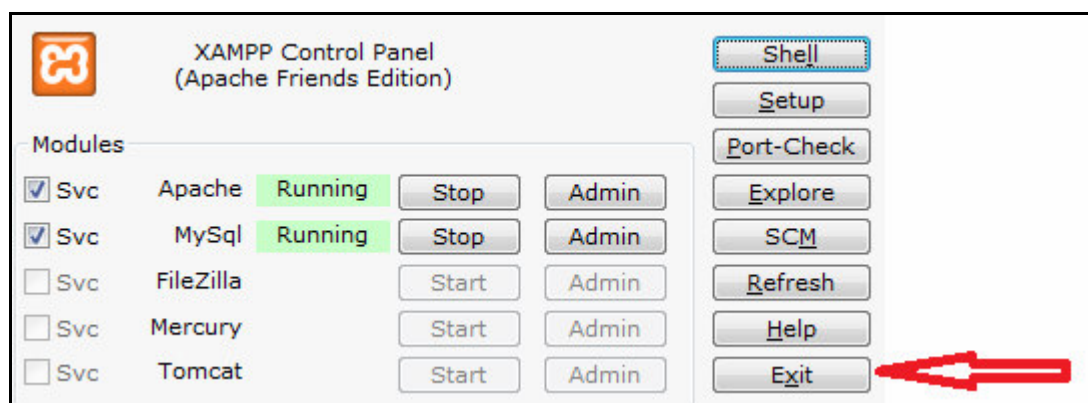 XAMPP Control Panel
(Apache Friends Edition)
Shell
Setup
Port-Check
Modules
Svc Apache Running Stop Admin Explore
Svc MySql Running Stop Admin SCM
Svc FileZilla Start Admin Refresh
Svc Mercury Start Admin Help
Svc Tomcat Start Admin Exit